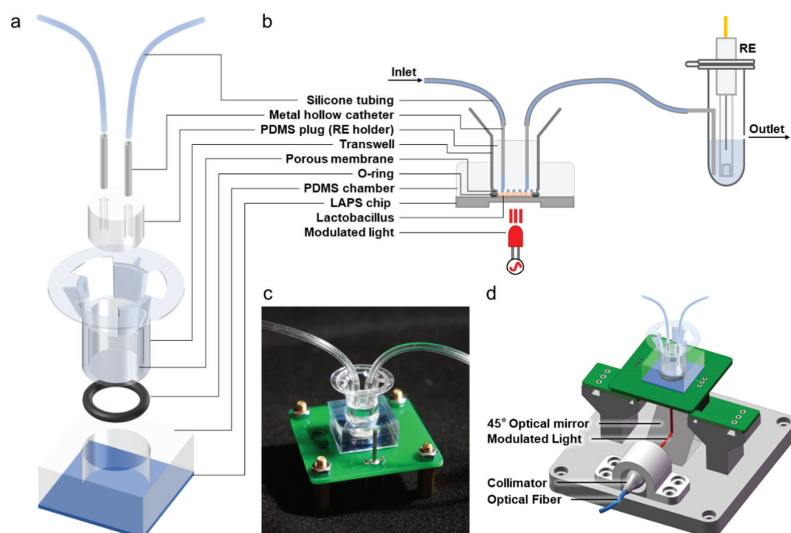 a
b
RE
Inlet
Silicone tubing
Metal hollow catheter
PDMS plug (RE holder)
Transwell
Porous membrane
O-ring
PDMS chamber
LAPS chip
Lactobacillus
Modulated light
Outlet
c
d
45° Optical mirror
Modulated Light
Collimator
Optical Fiber